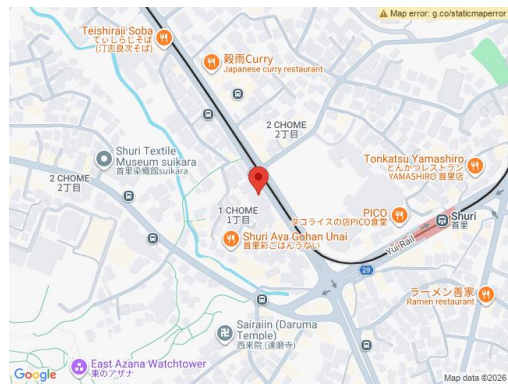 Map error: g.co/staticmaperror
Teishiraji Soba
てぃしらじそば
(汀志良次そば)
穀雨Curry
Japanese curry restaurant
2 CHOME
2丁目
Shuri Textile
Museum suikara
首里染織館suikara
2 CHOME
2丁目
Tonkatsu Yamashiro
とんかつレストラン
YAMASHIRO 首里店
1 CHOME
1丁目
PICO
タコライスの店PICO食堂
Shuri
首里
Shuri Aya Gohan Unai
首里彩ごはんうない
Yui Rail
29
ラーメン善家
Ramen restaurant
Sairaiin (Daruma
Temple)
西来院 (達磨寺)
East Azana Watchtower
東のアザナ
Google
Map data ©2026